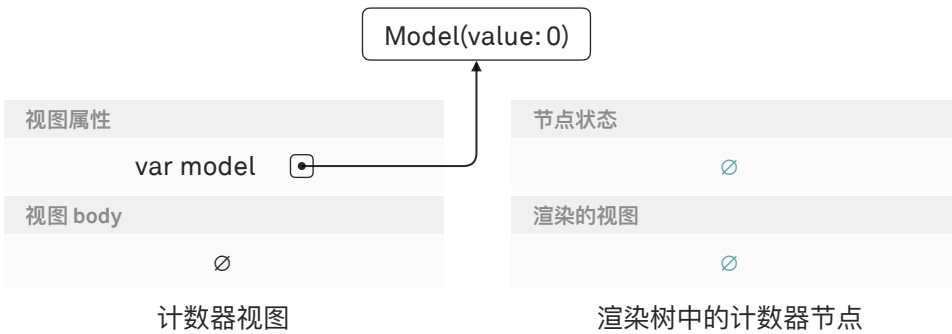 Model(value: 0)
视图属性
节点状态
var model
∅
视图 body
渲染的视图
∅
∅
计数器视图
渲染树中的计数器节点